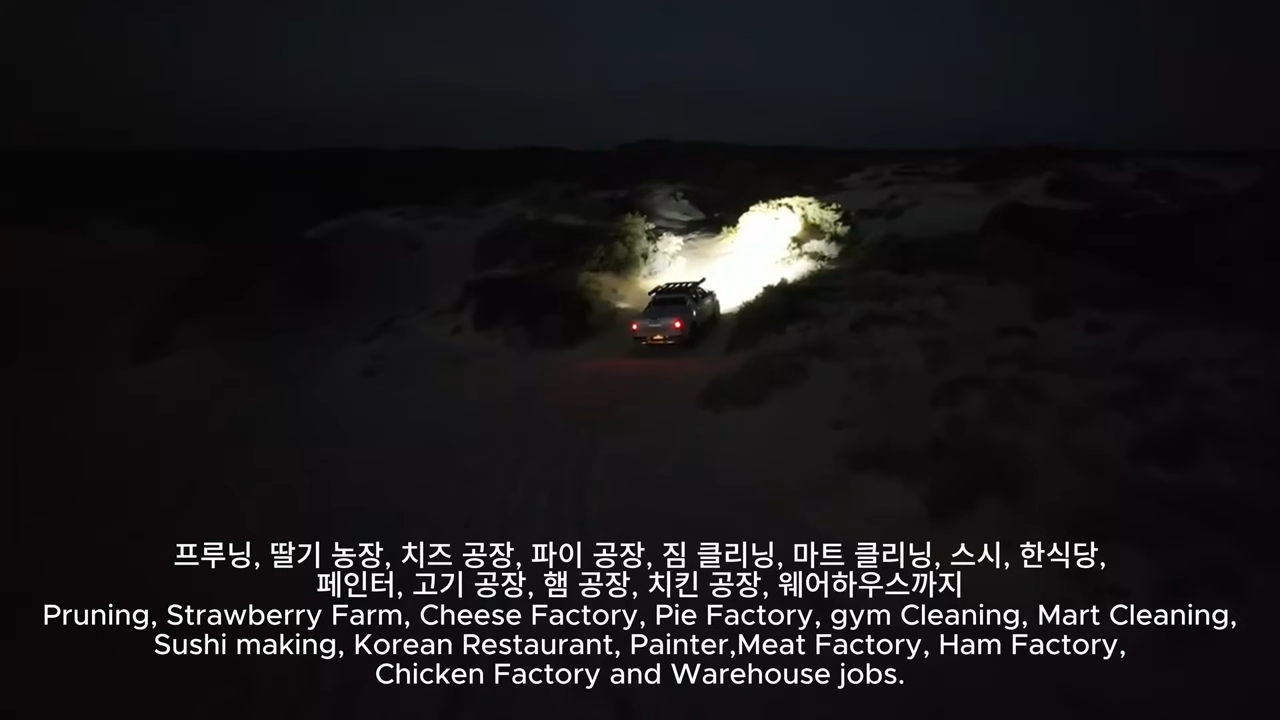 프루닝, 딸기 농장, 치즈 공장, 파이 공장, 짐 클리닝, 마트 클리닝, 스시, 한식당,
페인터, 고기 공장, 햄 공장, 치킨 공장, 웨어하우스까지
Pruning, Strawberry Farm, Cheese Factory, Pie Factory, gym Cleaning, Mart Cleaning,
Sushi making, Korean Restaurant, Painter,Meat Factory, Ham Factory,
Chicken Factory and Warehouse jobs.